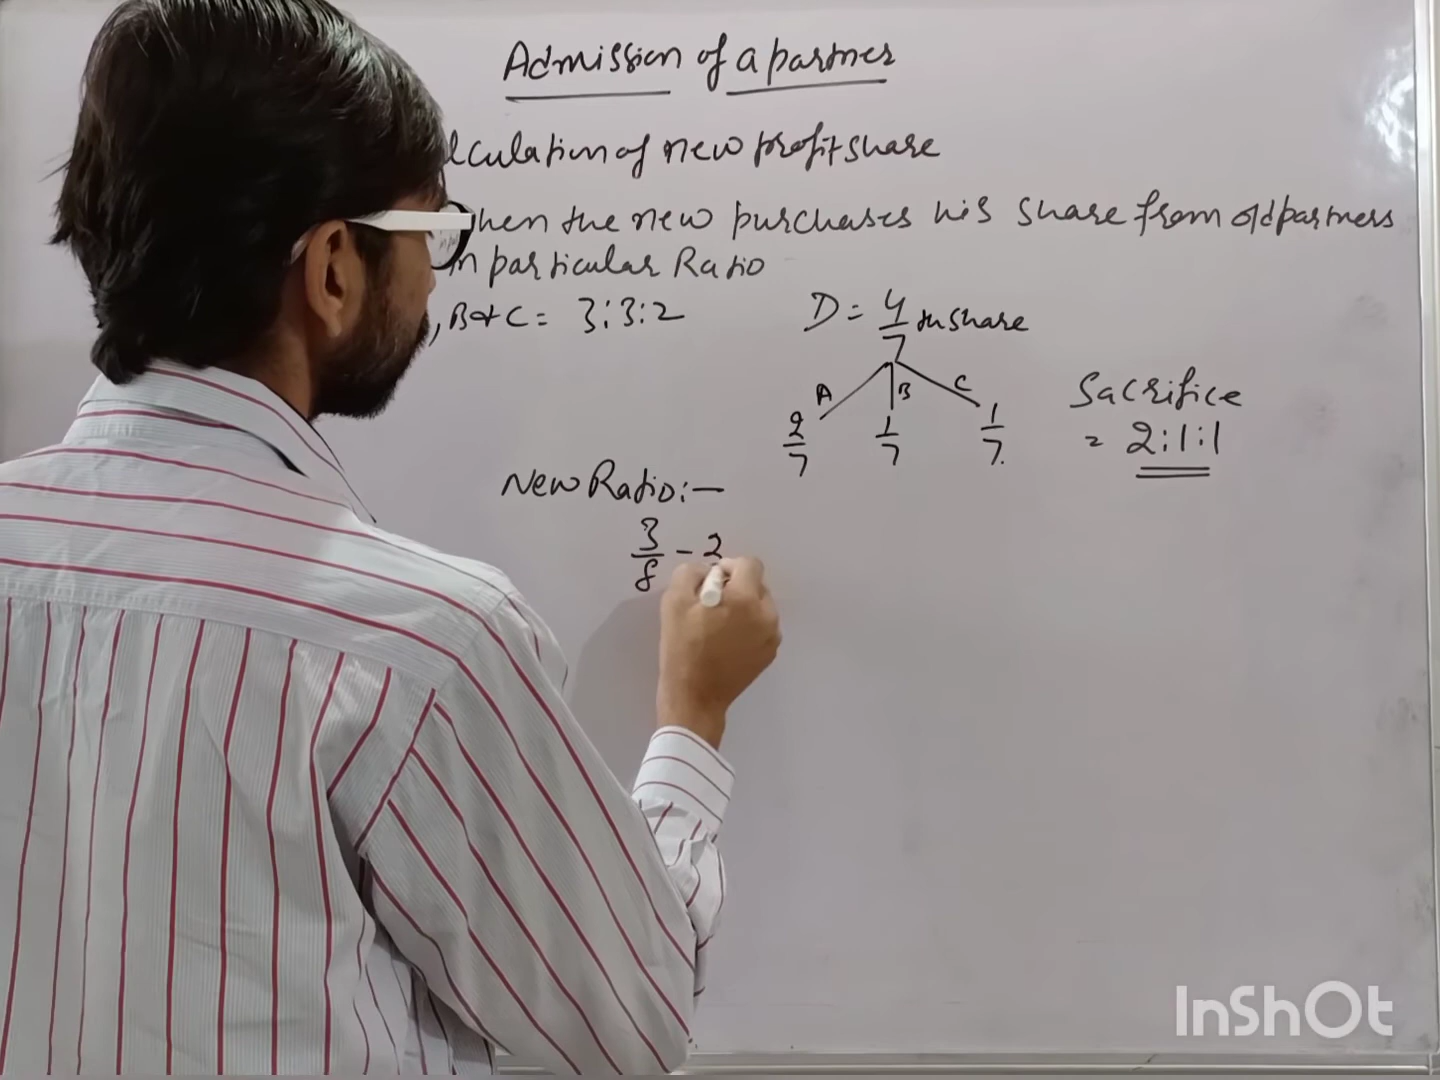 Admission of a partner
lculation of new profit share
hen the new purchases his share from old partners
n particular Ratio
, B & C = 3:3:2
D = 4/7 th share
A B C
2/7 1/7 1/7
Sacrifice
= 2:1:1
New Ratio:-
3/8 - 2
InShOt